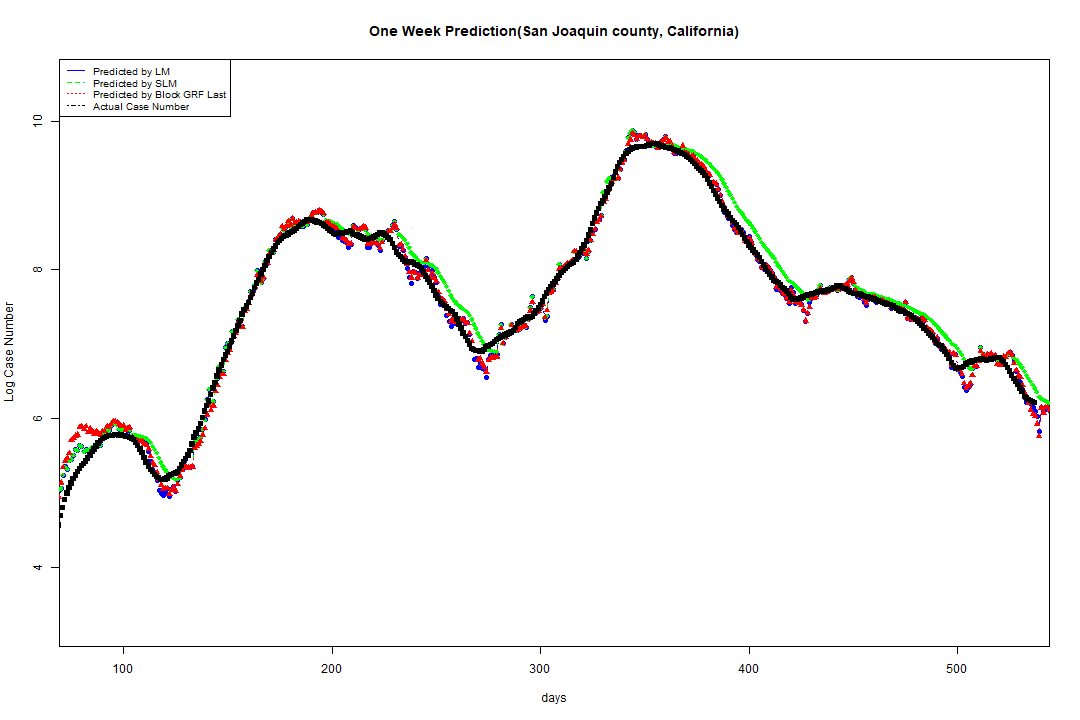 One Week Prediction(San Joaquin county, California)
Predicted by LM
Predicted by SLM
Predicted by Block GRF Last
Actual Case Number
10
8
6
4
Log Case Number
100 200 300 400 500
days